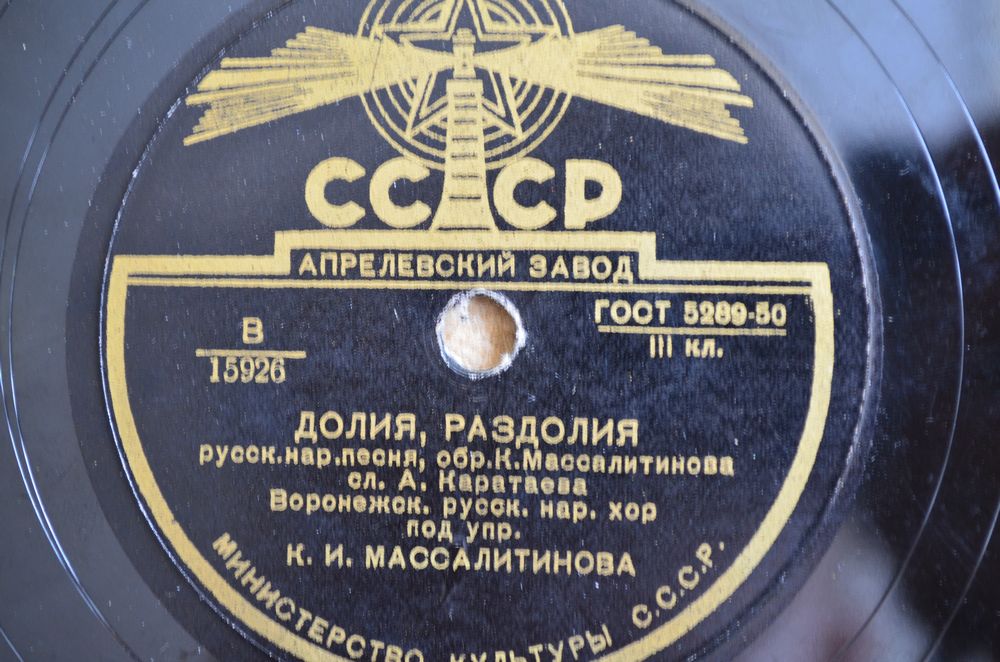 СССР
АПРЕЛЕВСКИЙ ЗАВОД
В
15926
ГОСТ 5289-50
III кл.
ДОЛИЯ, РАЗДОЛИЯ
русск.нар.песня, обр.К.Массалитинова
сл. А. Каратаева
Воронежск. русск. нар. хор
под упр.
К. И. МАССАЛИТИНОВА
МИНИСТЕРСТВО КУЛЬТУРЫ С.С.С.Р.